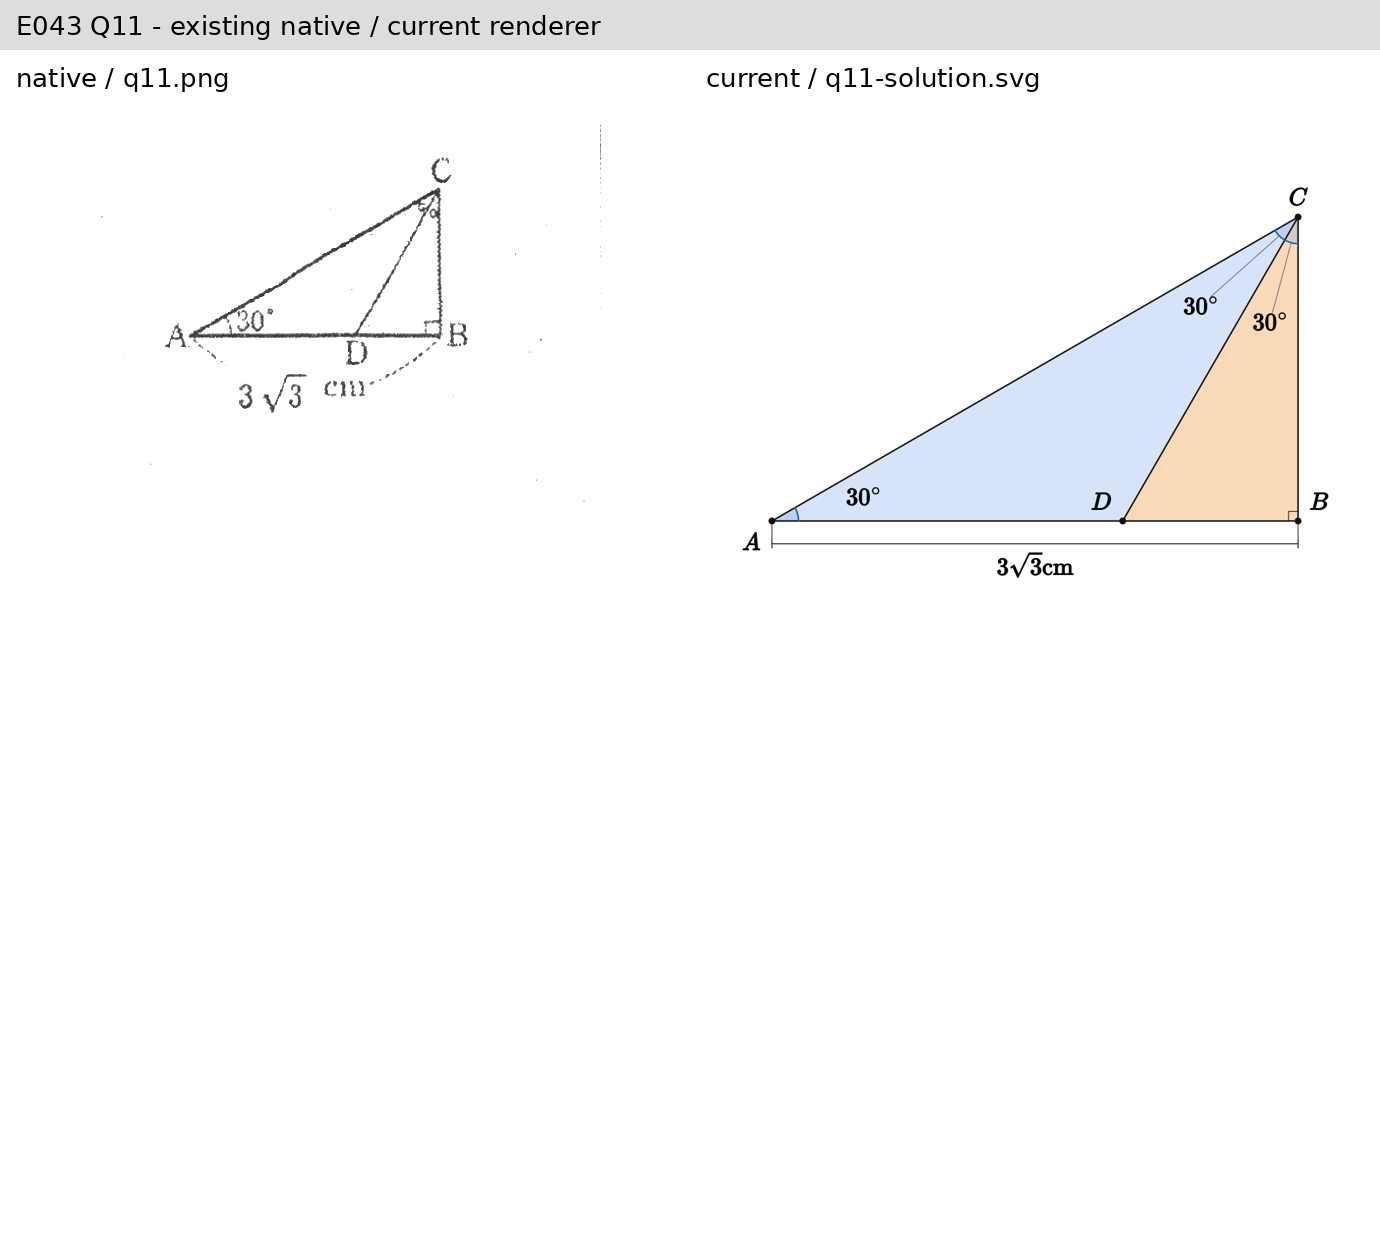 E043 Q11 - existing native / current renderer
native / q11.png
current / q11-solution.svg
C
30°
A
D
B
3√3 cm
C
30°
30°
30°
D
B
A
3√3cm